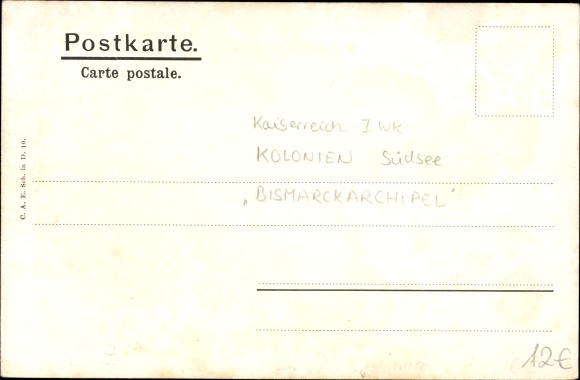 Postkarte.
Carte postale.
Kaiserreich I WK
KOLONIEN Südsee
„BISMARCKARCHIPEL“
C. A. E. Sch. in D. 10.
12€